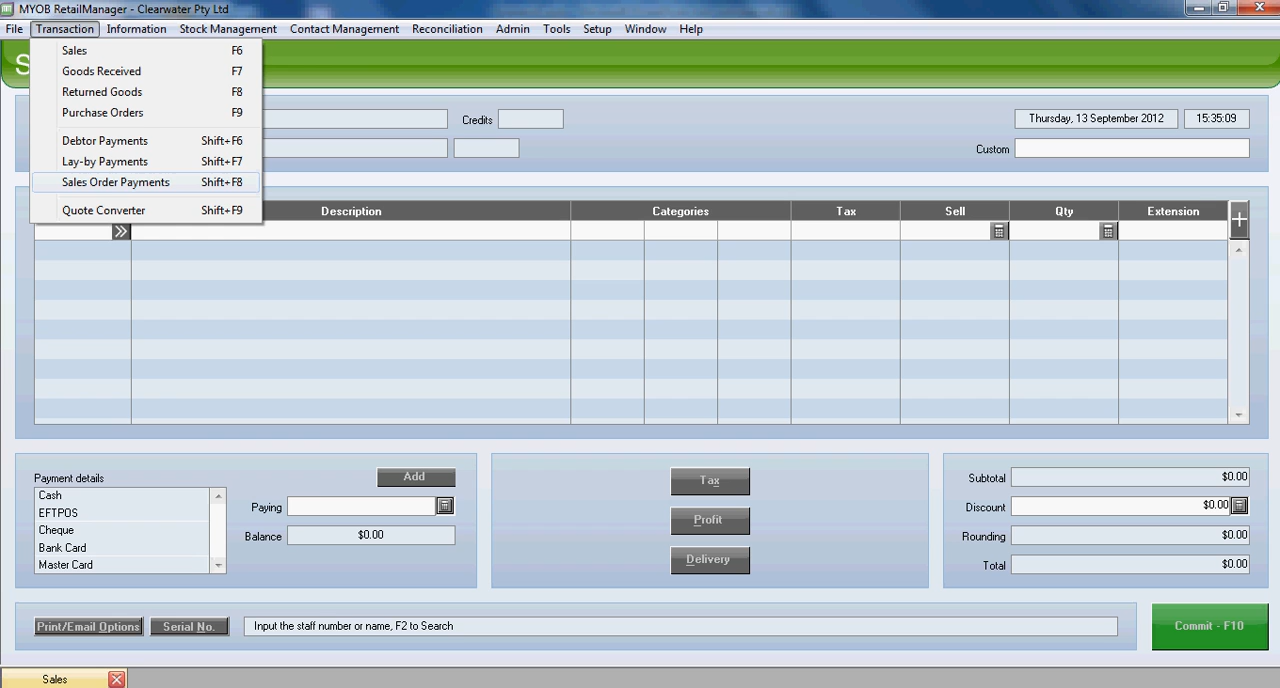 MYOB RetailManager - Clearwater Pty Ltd
File Transaction Information Stock Management Contact Management Reconciliation Admin Tools Setup Window Help
S
Sales F6
Goods Received F7
Returned Goods F8
Purchase Orders F9
Debtor Payments Shift+F6
Lay-by Payments Shift+F7
Sales Order Payments Shift+F8
Quote Converter Shift+F9
Credits
Thursday, 13 September 2012 15:35:09
Custom
Description Categories Tax Sell Qty Extension +
Payment details
Add
Cash
EFTPOS
Cheque
Bank Card
Master Card
Paying
Balance $0.00
Tax
Profit
Delivery
Subtotal $0.00
Discount $0.00
Rounding $0.00
Total $0.00
Print/Email Options Serial No. Input the staff number or name, F2 to Search
Commit - F10
Sales